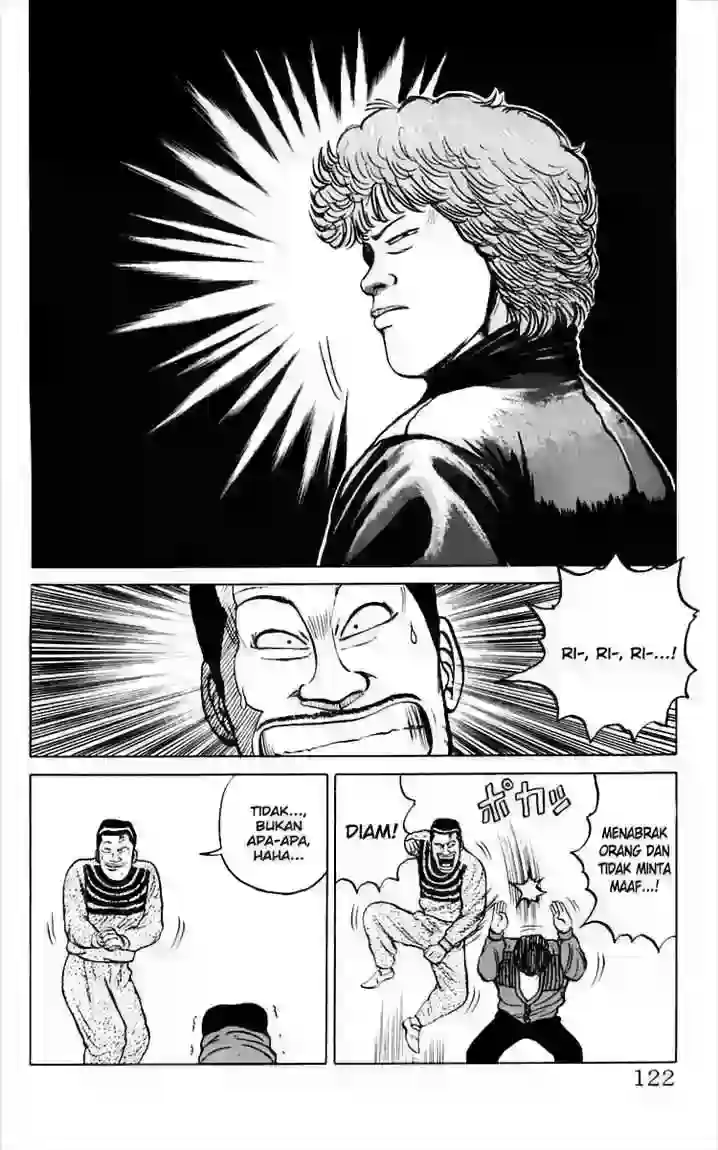 RI-, RI-, RI-...!
MENABRAK
ORANG DAN
TIDAK MINTA
MAAF...!
ポカッ
DIAM!
TIDAK...,
BUKAN
APA-APA,
HAHA...
122